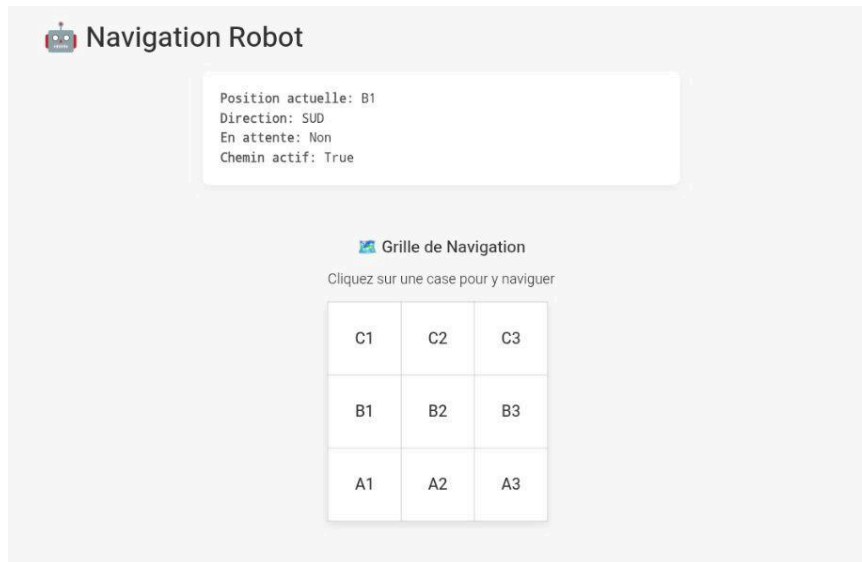 🤖 Navigation Robot
Position actuelle: B1
Direction: SUD
En attente: Non
Chemin actif: True
🗺️ Grille de Navigation
Cliquez sur une case pour y naviguer
C1 C2 C3
B1 B2 B3
A1 A2 A3